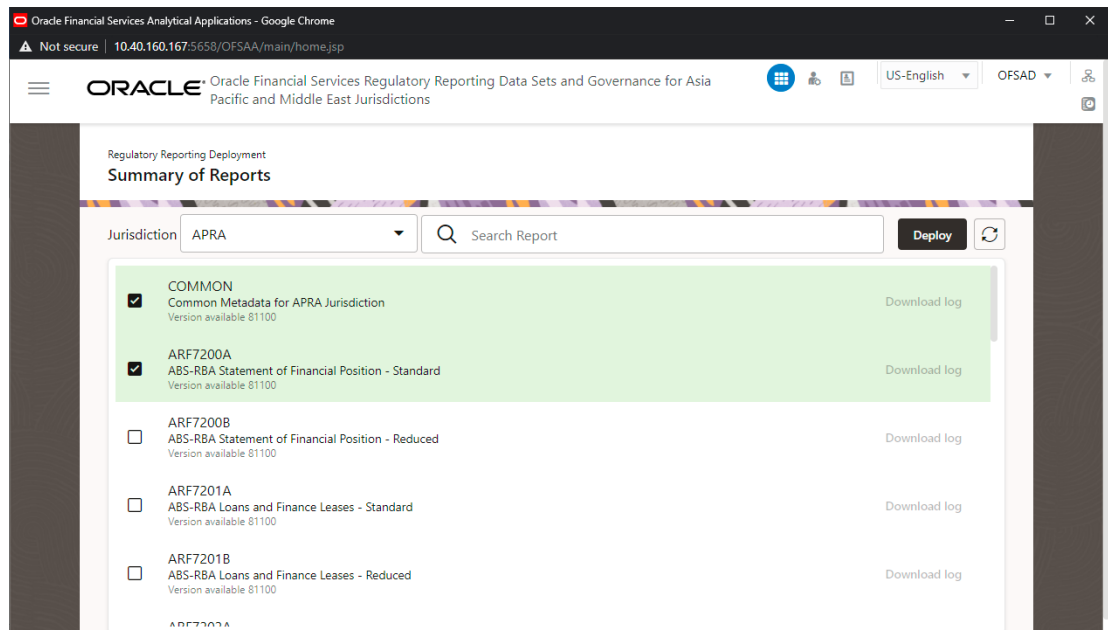 Oracle Financial Services Analytical Applications - Google Chrome
Not secure 10.40.160.167:5658/OFSAA/main/home.jsp
ORACLE Oracle Financial Services Regulatory Reporting Data Sets and Governance for Asia
Pacific and Middle East Jurisdictions
US-English
OFSAD
Regulatory Reporting Deployment
Summary of Reports
Jurisdiction APRA Search Report Deploy
COMMON
Common Metadata for APRA Jurisdiction
Version available 81100
Download log
ARF7200A
ABS-RBA Statement of Financial Position - Standard
Version available 81100
Download log
ARF7200B
ABS-RBA Statement of Financial Position - Reduced
Version available 81100
Download log
ARF7201A
ABS-RBA Loans and Finance Leases - Standard
Version available 81100
Download log
ARF7201B
ABS-RBA Loans and Finance Leases - Reduced
Version available 81100
Download log
ARF7202A